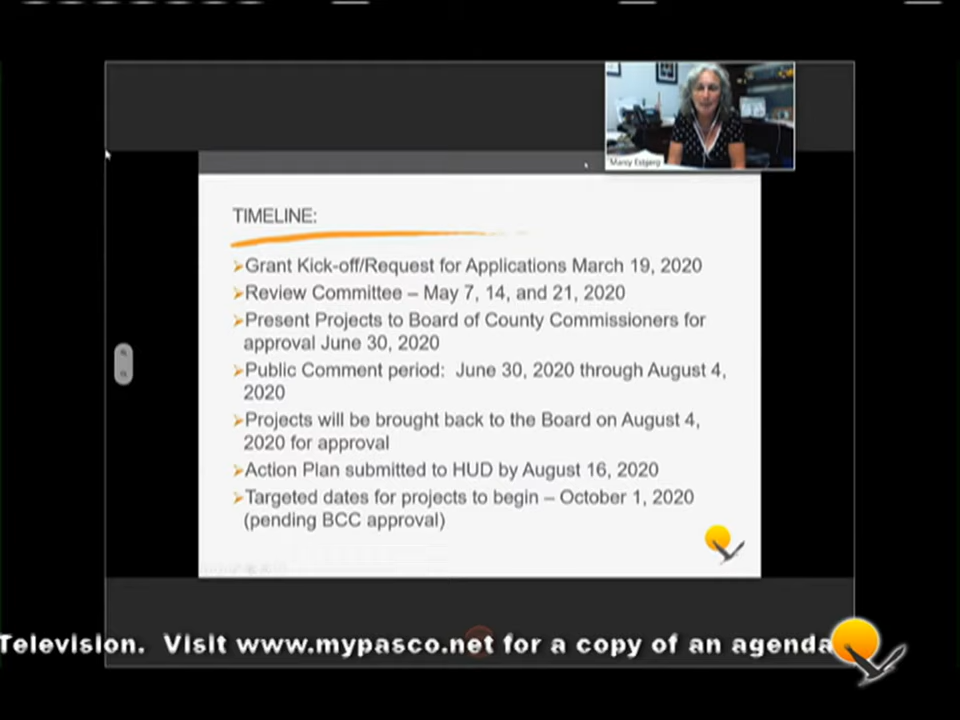 Marcy Esbjerg
TIMELINE:
➢Grant Kick-off/Request for Applications March 19, 2020
➢Review Committee – May 7, 14, and 21, 2020
➢Present Projects to Board of County Commissioners for
approval June 30, 2020
➢Public Comment period:  June 30, 2020 through August 4,
2020
➢Projects will be brought back to the Board on August 4,
2020 for approval
➢Action Plan submitted to HUD by August 16, 2020
➢Targeted dates for projects to begin – October 1, 2020
(pending BCC approval)
Television.  Visit www.mypasco.net for a copy of an agenda